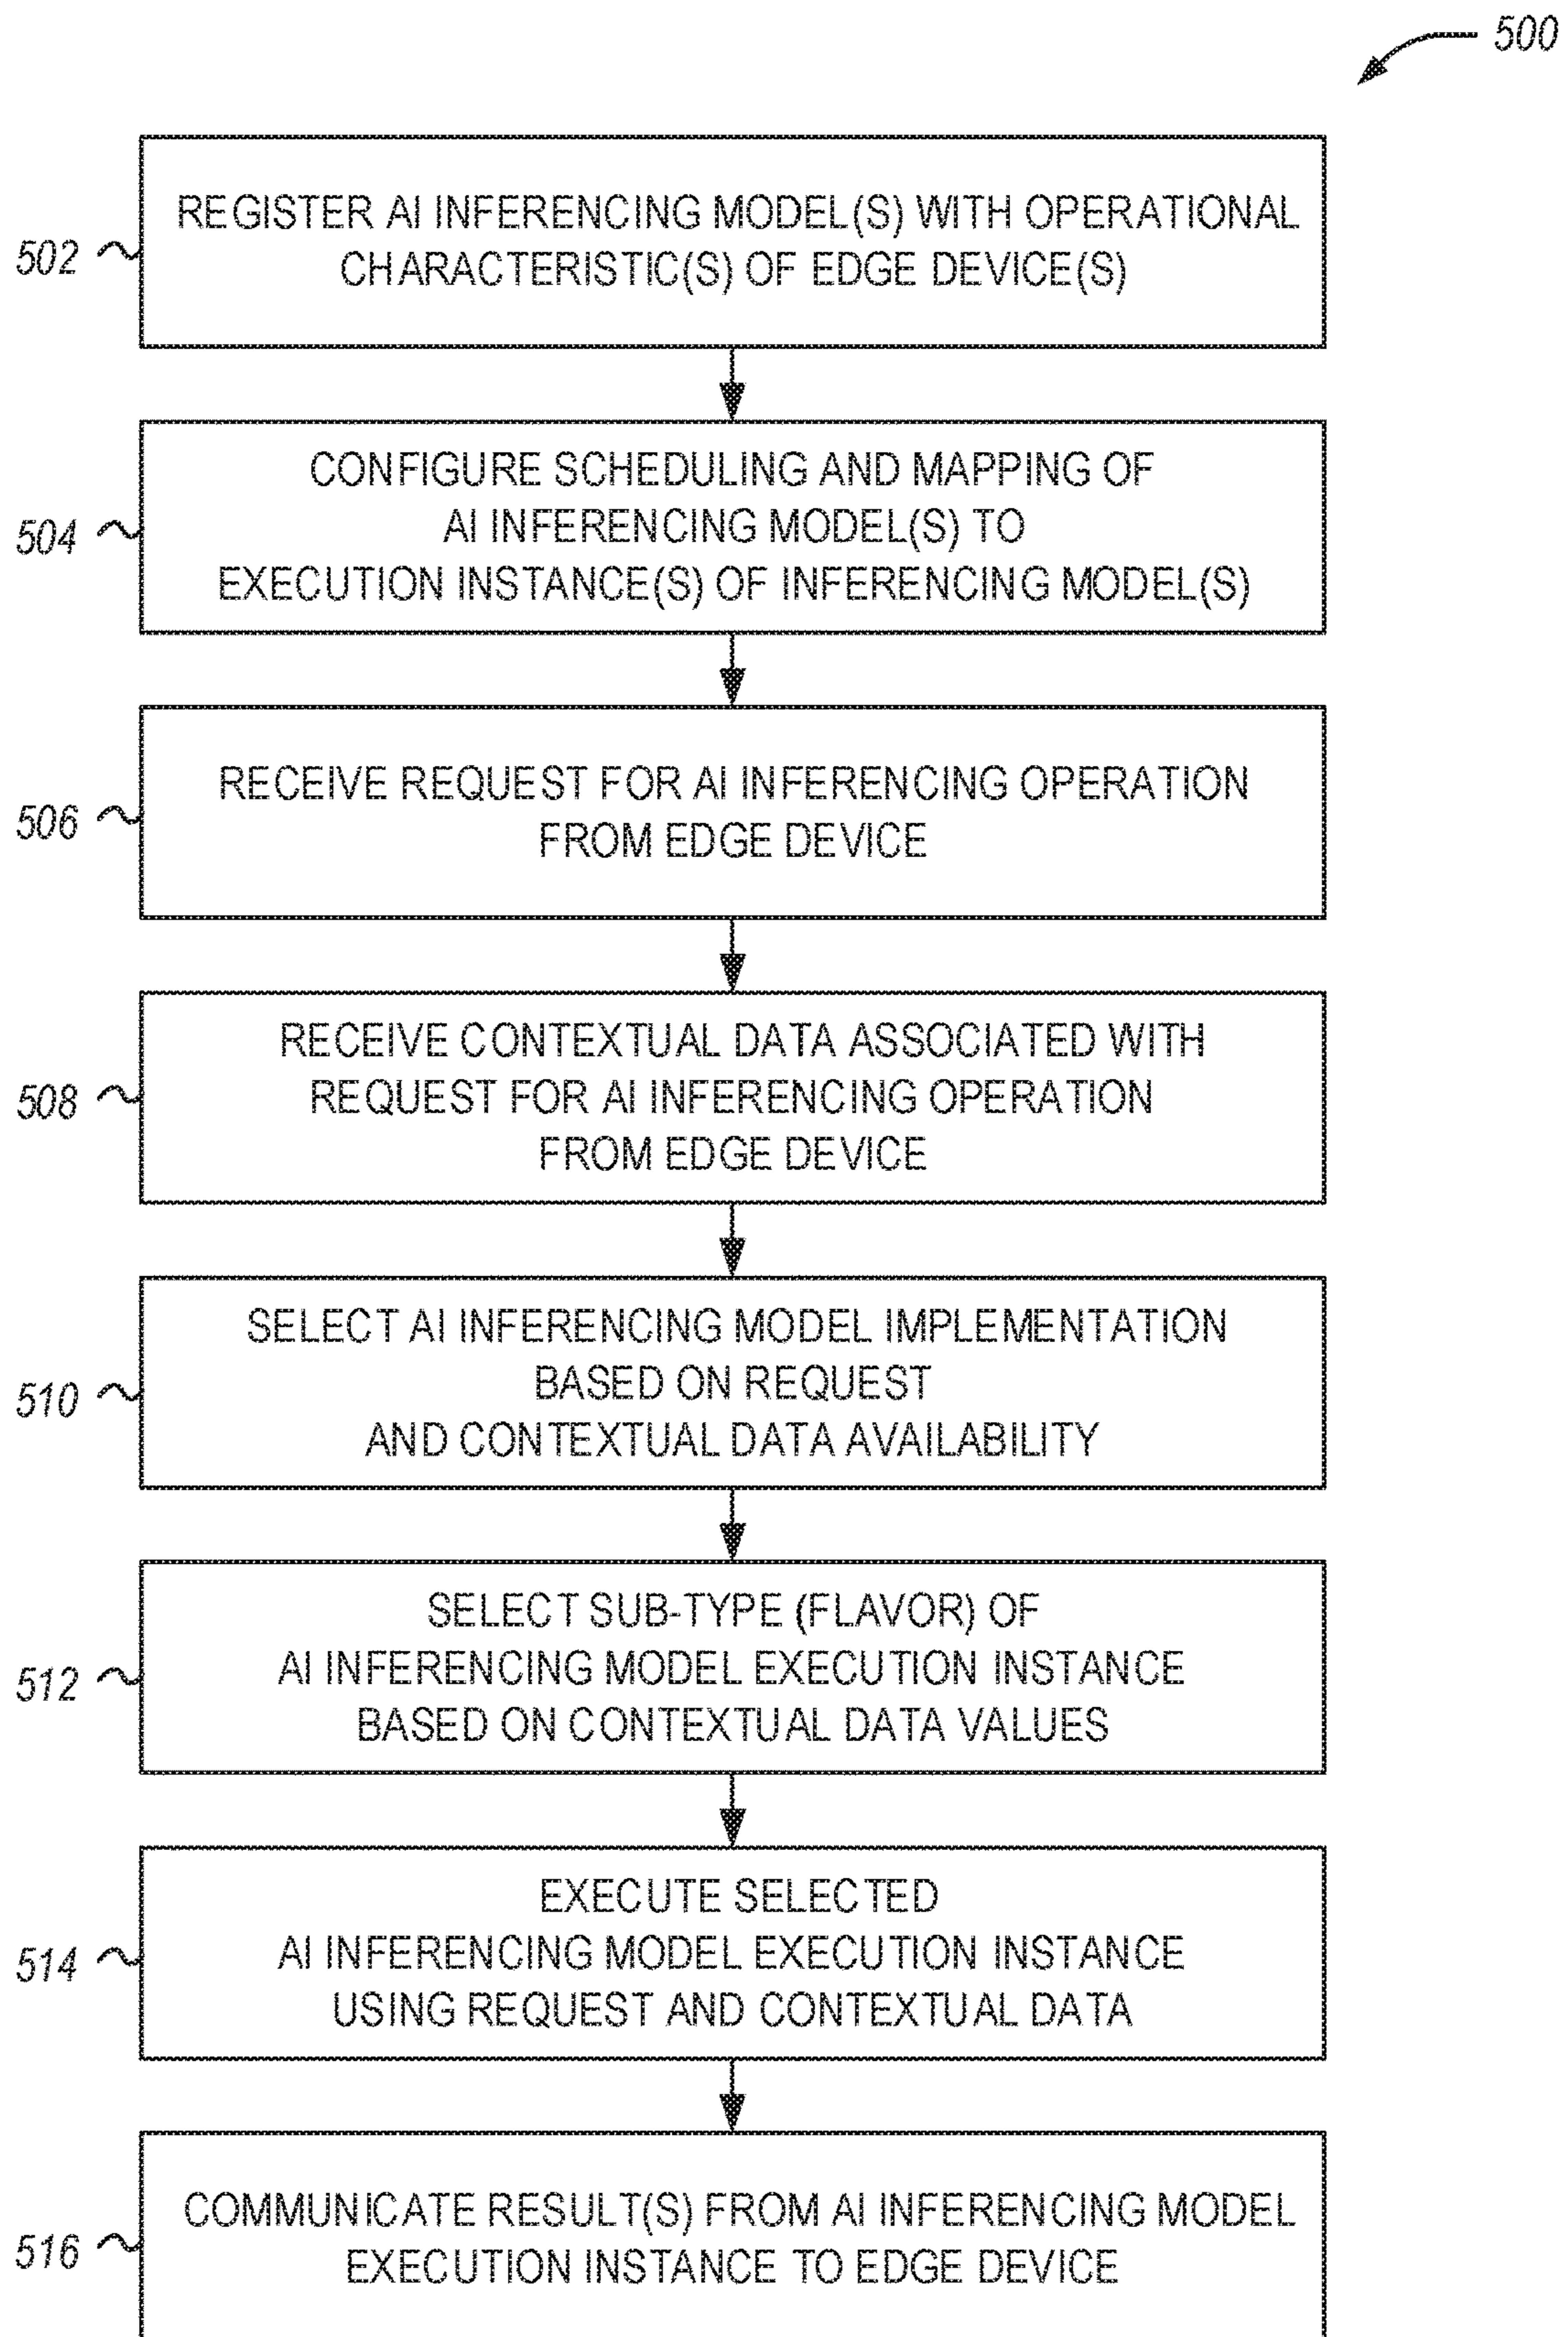 500
REGISTER AI INFERENCING MODEL(S) WITH OPERATIONAL
CHARACTERISTIC(S) OF EDGE DEVICE(S)
502
CONFIGURE SCHEDULING AND MAPPING OF
AI INFERENCING MODEL(S) TO
EXECUTION INSTANCE(S) OF INFERENCING MODEL(S)
504
RECEIVE REQUEST FOR AI INFERENCING OPERATION
FROM EDGE DEVICE
506
RECEIVE CONTEXTUAL DATA ASSOCIATED WITH
REQUEST FOR AI INFERENCING OPERATION
FROM EDGE DEVICE
508
SELECT AI INFERENCING MODEL IMPLEMENTATION
BASED ON REQUEST
AND CONTEXTUAL DATA AVAILABILITY
510
SELECT SUB-TYPE (FLAVOR) OF
AI INFERENCING MODEL EXECUTION INSTANCE
BASED ON CONTEXTUAL DATA VALUES
512
EXECUTE SELECTED
AI INFERENCING MODEL EXECUTION INSTANCE
USING REQUEST AND CONTEXTUAL DATA
514
COMMUNICATE RESULT(S) FROM AI INFERENCING MODEL
EXECUTION INSTANCE TO EDGE DEVICE
516